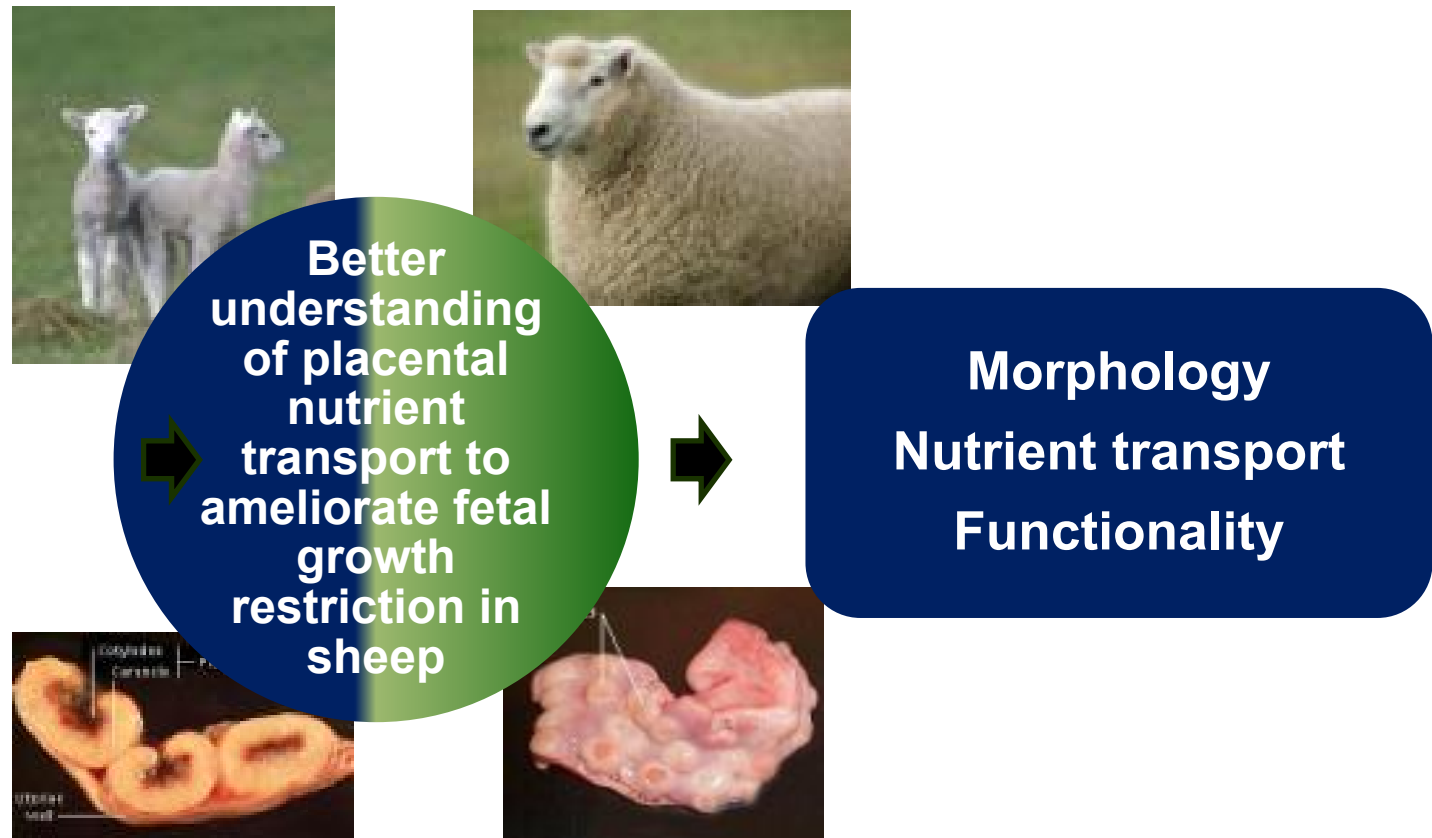 Better
understanding
of placental
nutrient
transport to
ameliorate fetal
growth
restriction in
sheep
Morphology
Nutrient transport
Functionality
Cotyledon
Caruncle
Uterine
wall